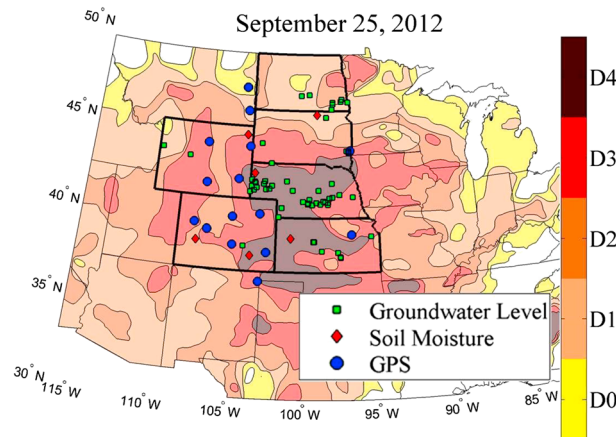 September 25, 2012
50° N
45° N
40° N
35° N
30° N
115° W
110° W
105° W
100° W
95° W
90° W
85° W
Groundwater Level
Soil Moisture
GPS
D4
D3
D2
D1
D0